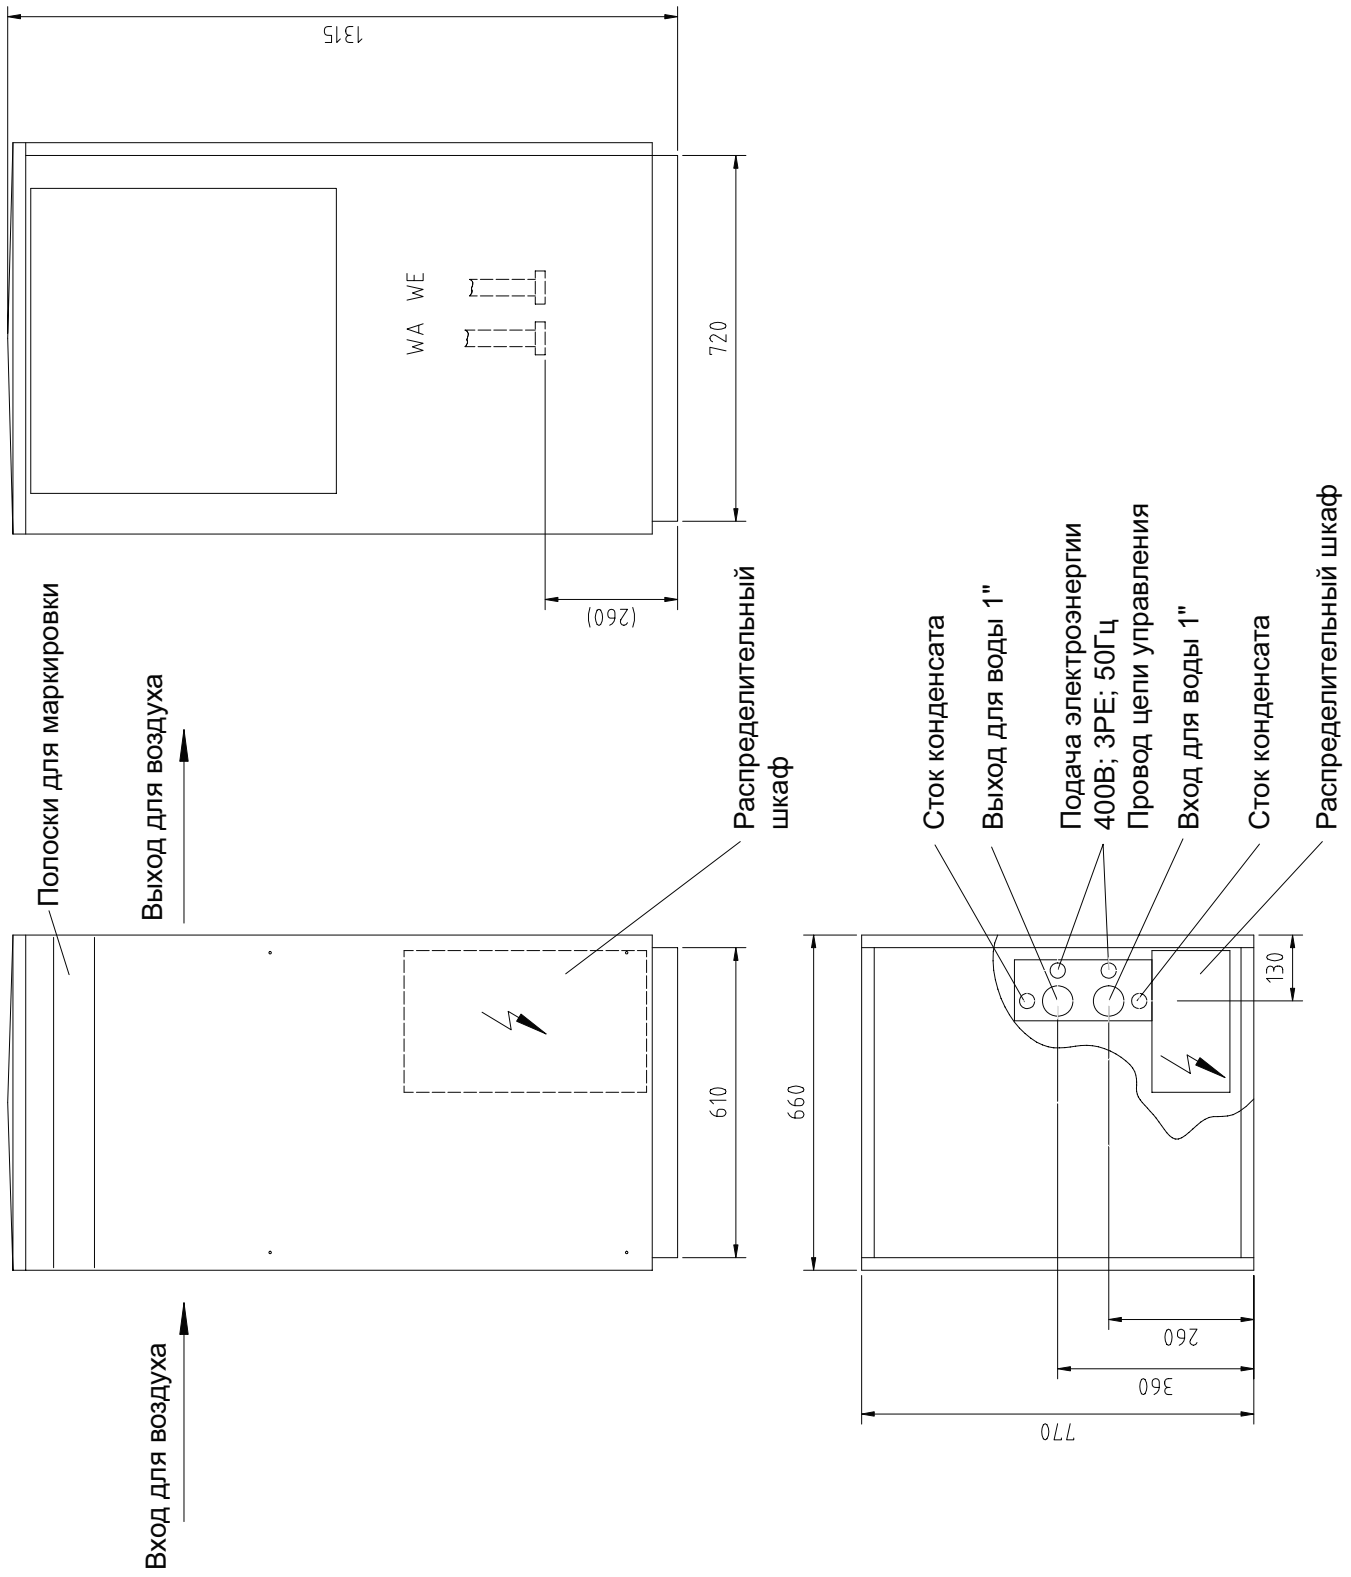 1315
WA WE
720
(260)
Полоски для маркировки
Выход для воздуха
Вход для воздуха
Распределительный
шкаф
610
660
130
260
360
770
Сток конденсата
Выход для воды 1"
Подача электроэнергии
400В; 3PE; 50Гц
Провод цепи управления
Вход для воды 1"
Сток конденсата
Распределительный шкаф